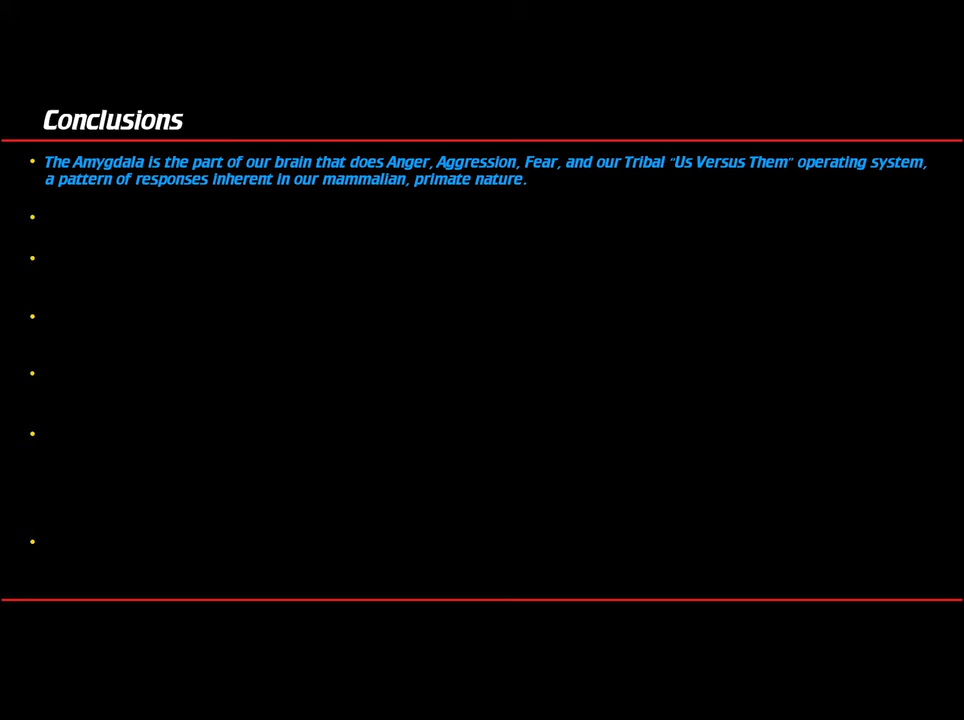 Conclusions
• The Amygdala is the part of our brain that does Anger, Aggression, Fear, and our Tribal "Us Versus Them" operating system,
a pattern of responses inherent in our mammalian, primate nature.
•
•
•
•
•
•